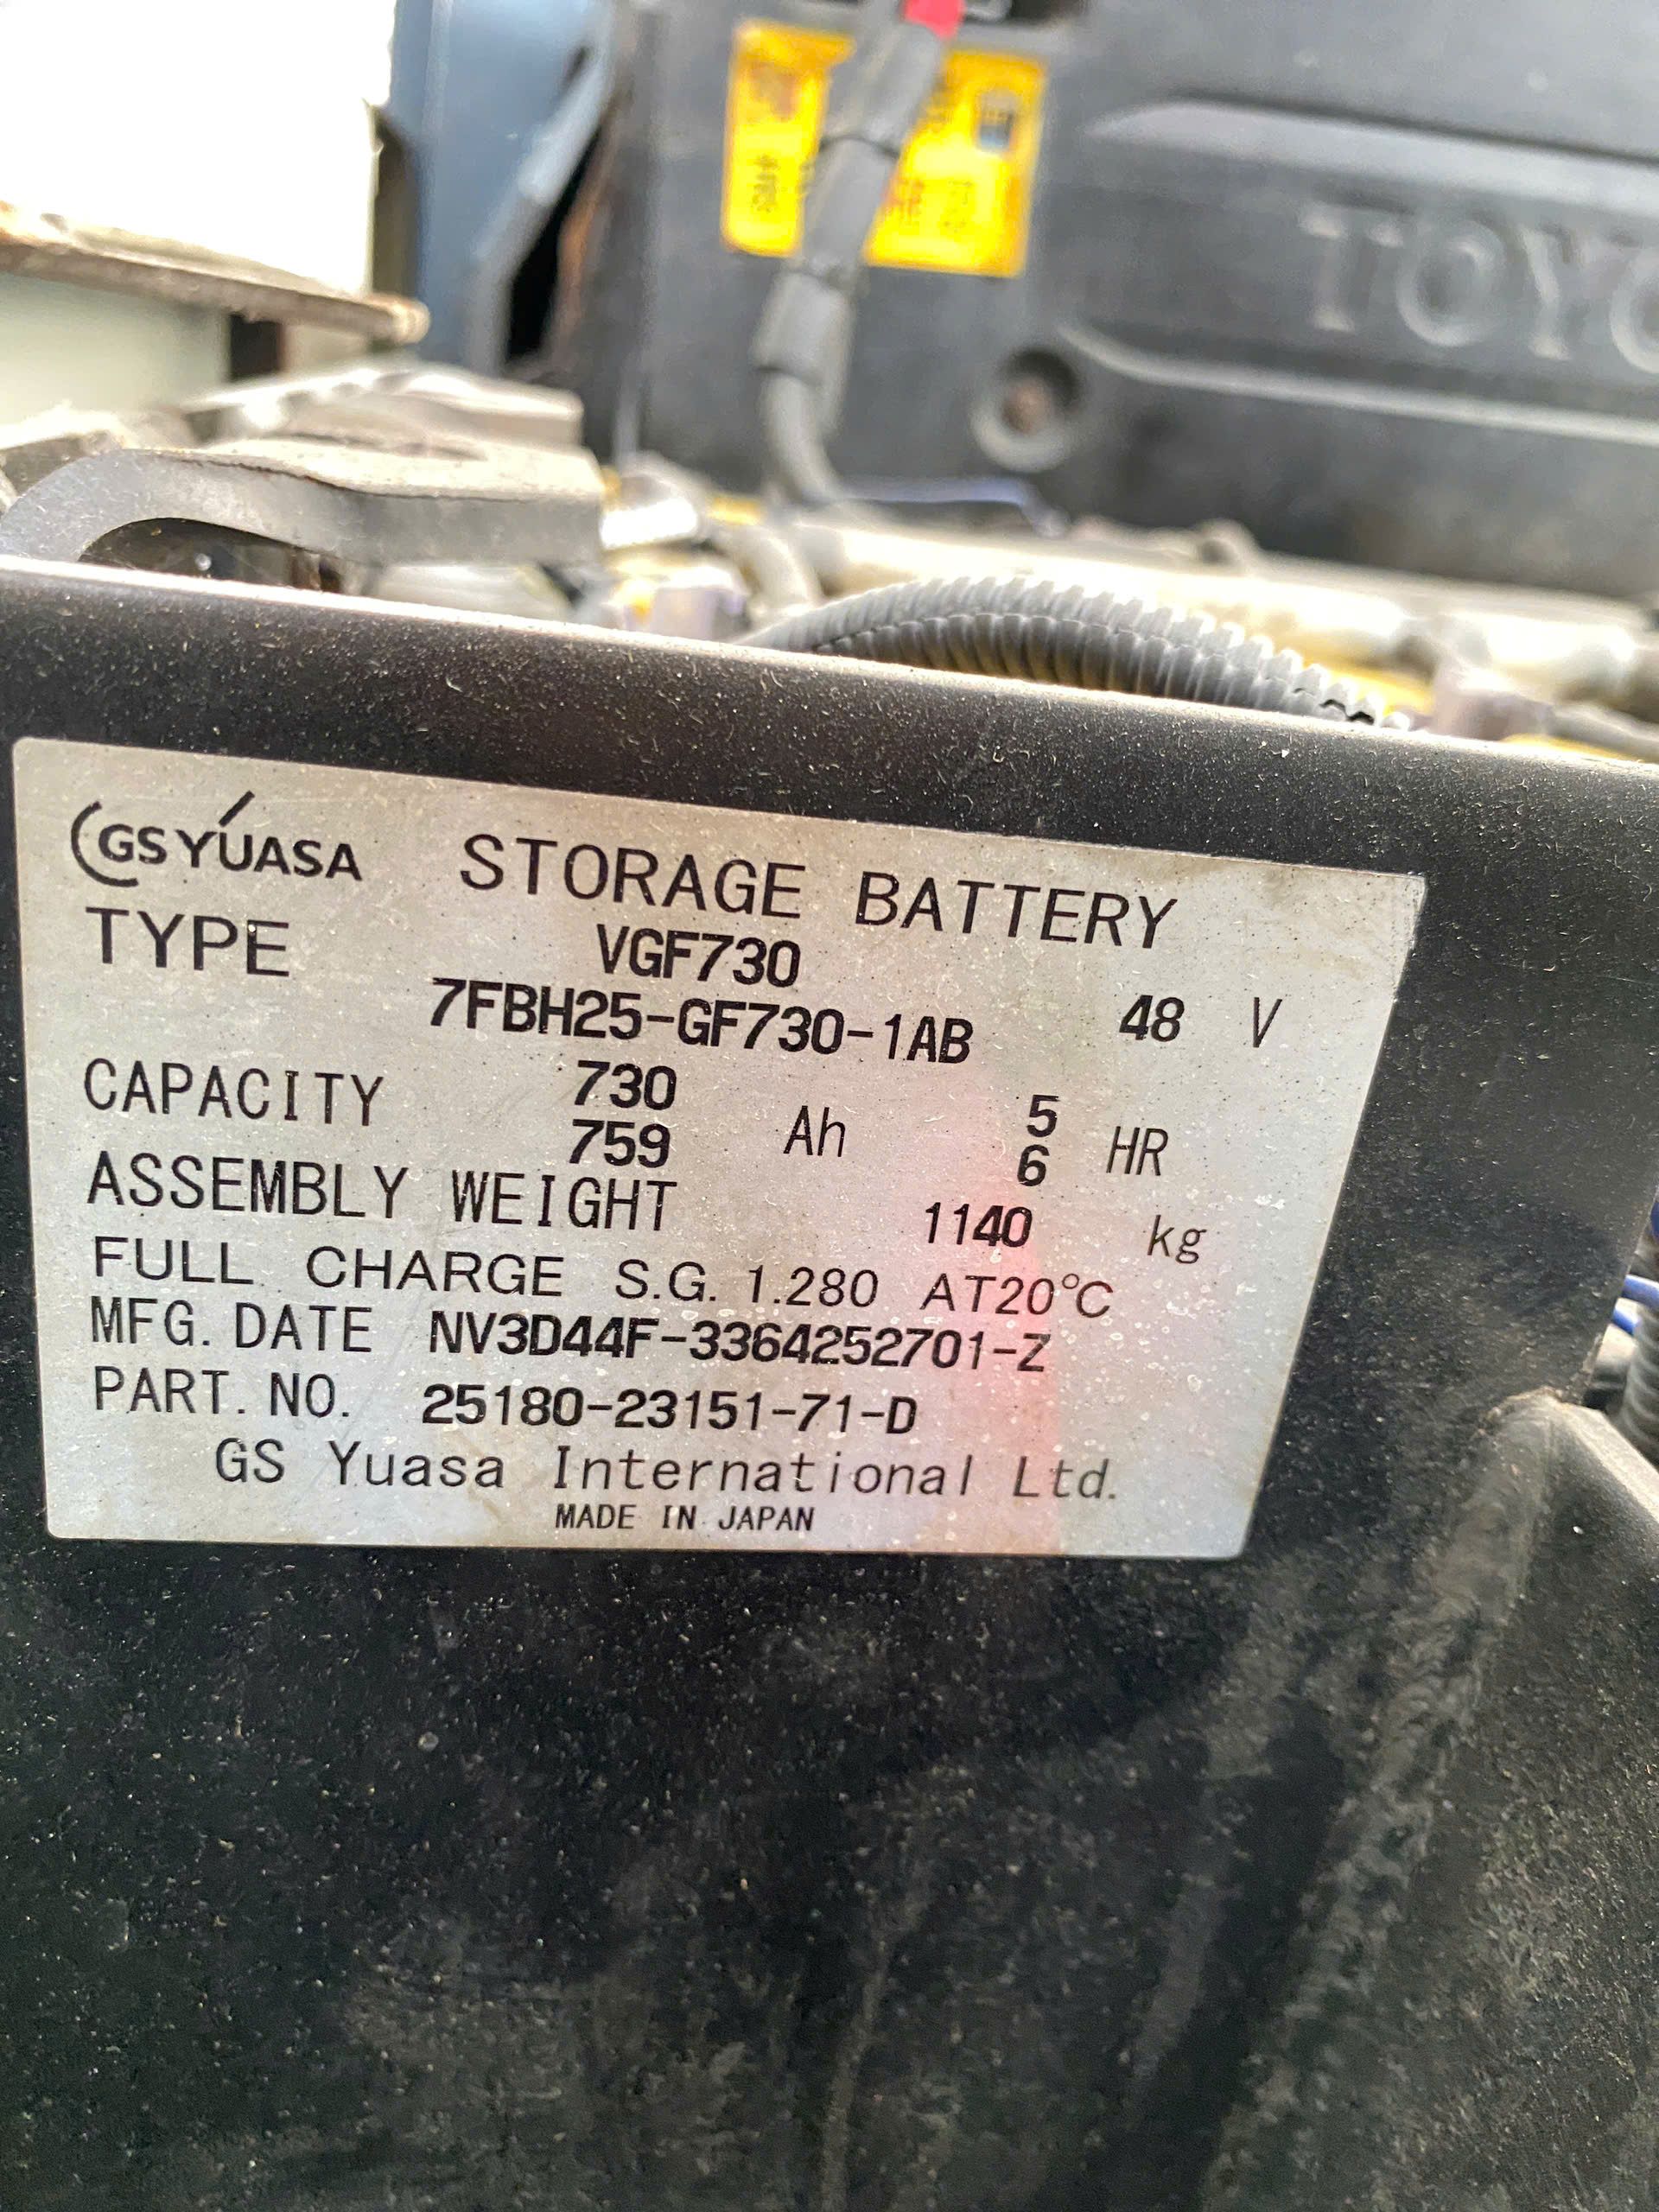 TOYO
GS YUASA STORAGE BATTERY
TYPE VGF730
7FBH25-GF730-1AB 48 V
CAPACITY 730 Ah 5 HR
759 6
ASSEMBLY WEIGHT 1140 kg
FULL CHARGE S.G. 1.280 AT20°C
MFG. DATE NV3D44F-3364252701-Z
PART. NO. 25180-23151-71-D
GS Yuasa International Ltd.
MADE IN JAPAN